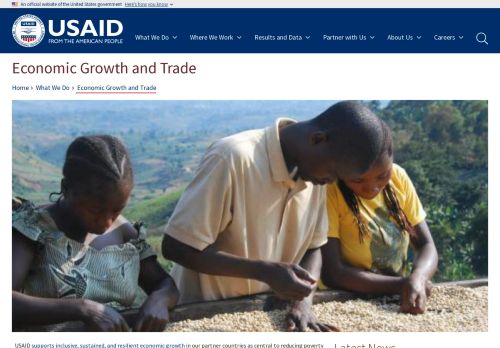 An official website of the United States government Here's how you know
USAID
FROM THE AMERICAN PEOPLE
What We Do
Where We Work
Results and Data
Partner with Us
About Us
Careers
Economic Growth and Trade
Home › What We Do › Economic Growth and Trade
USAID supports inclusive, sustained, and resilient economic growth in our partner countries as central to reducing poverty
Latest News